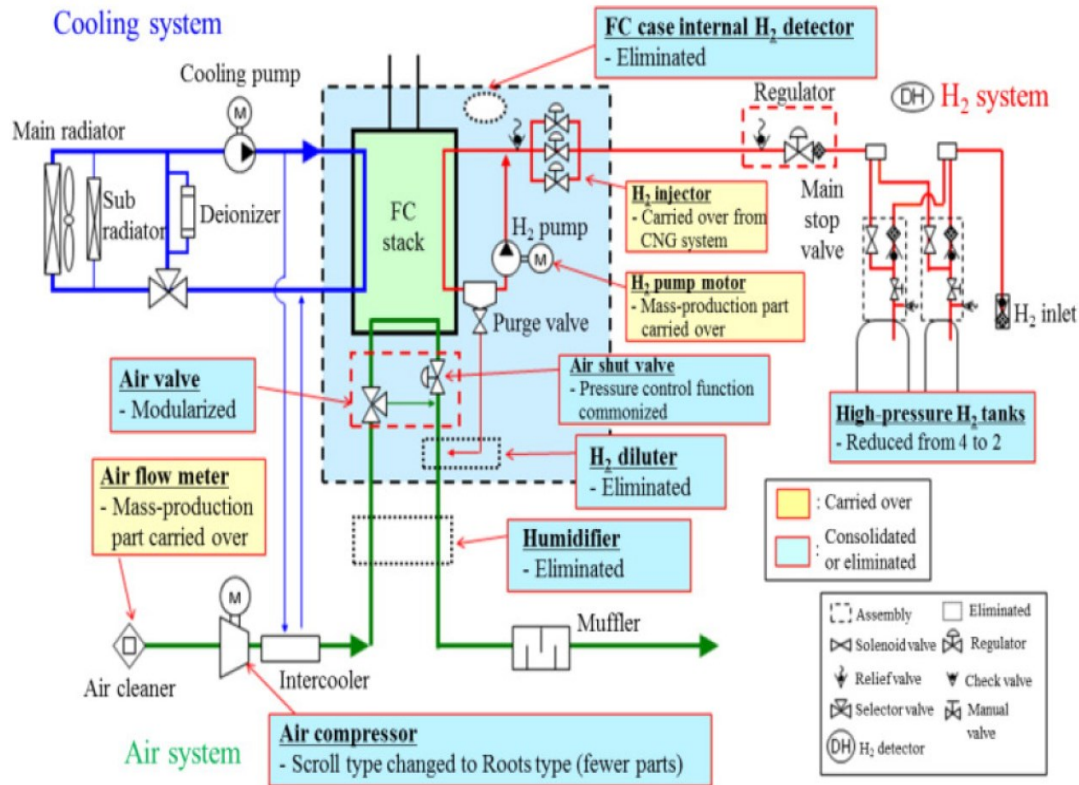 Cooling system
Cooling pump
M
Main radiator
Sub
radiator
Deionizer
FC
stack
FC case internal H₂ detector
- Eliminated
Regulator
DH H₂ system
H₂ injector
- Carried over from
CNG system
Main
stop
valve
H₂ pump
M
H₂ pump motor
- Mass-production part
carried over
Purge valve
H₂ inlet
Air valve
- Modularized
Air shut valve
- Pressure control function
commonized
High-pressure H₂ tanks
- Reduced from 4 to 2
H₂ diluter
- Eliminated
Air flow meter
- Mass-production
part carried over
Humidifier
- Eliminated
: Carried over
: Consolidated
or eliminated
M
Air cleaner
Intercooler
Muffler
Air system
Air compressor
- Scroll type changed to Roots type (fewer parts)
Assembly
Eliminated
Solenoid valve
Regulator
Relief valve
Check valve
Selector valve
Manual
valve
DH H₂ detector